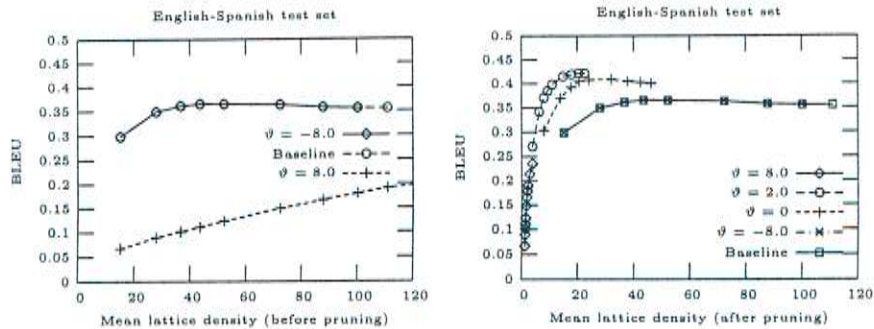 English-Spanish test set
BLEU
0.5
0.45
0.4
0.35
0.3
0.25
0.2
0.15
0.1
0.05
0
0 20 40 60 80 100 120
ϑ = −8.0
Baseline
ϑ = 8.0
Mean lattice density (before pruning)
English-Spanish test set
BLEU
0.5
0.45
0.4
0.35
0.3
0.25
0.2
0.15
0.1
0.05
0
0 20 40 60 80 100 120
ϑ = 8.0
ϑ = 2.0
ϑ = 0
ϑ = −8.0
Baseline
Mean lattice density (after pruning)